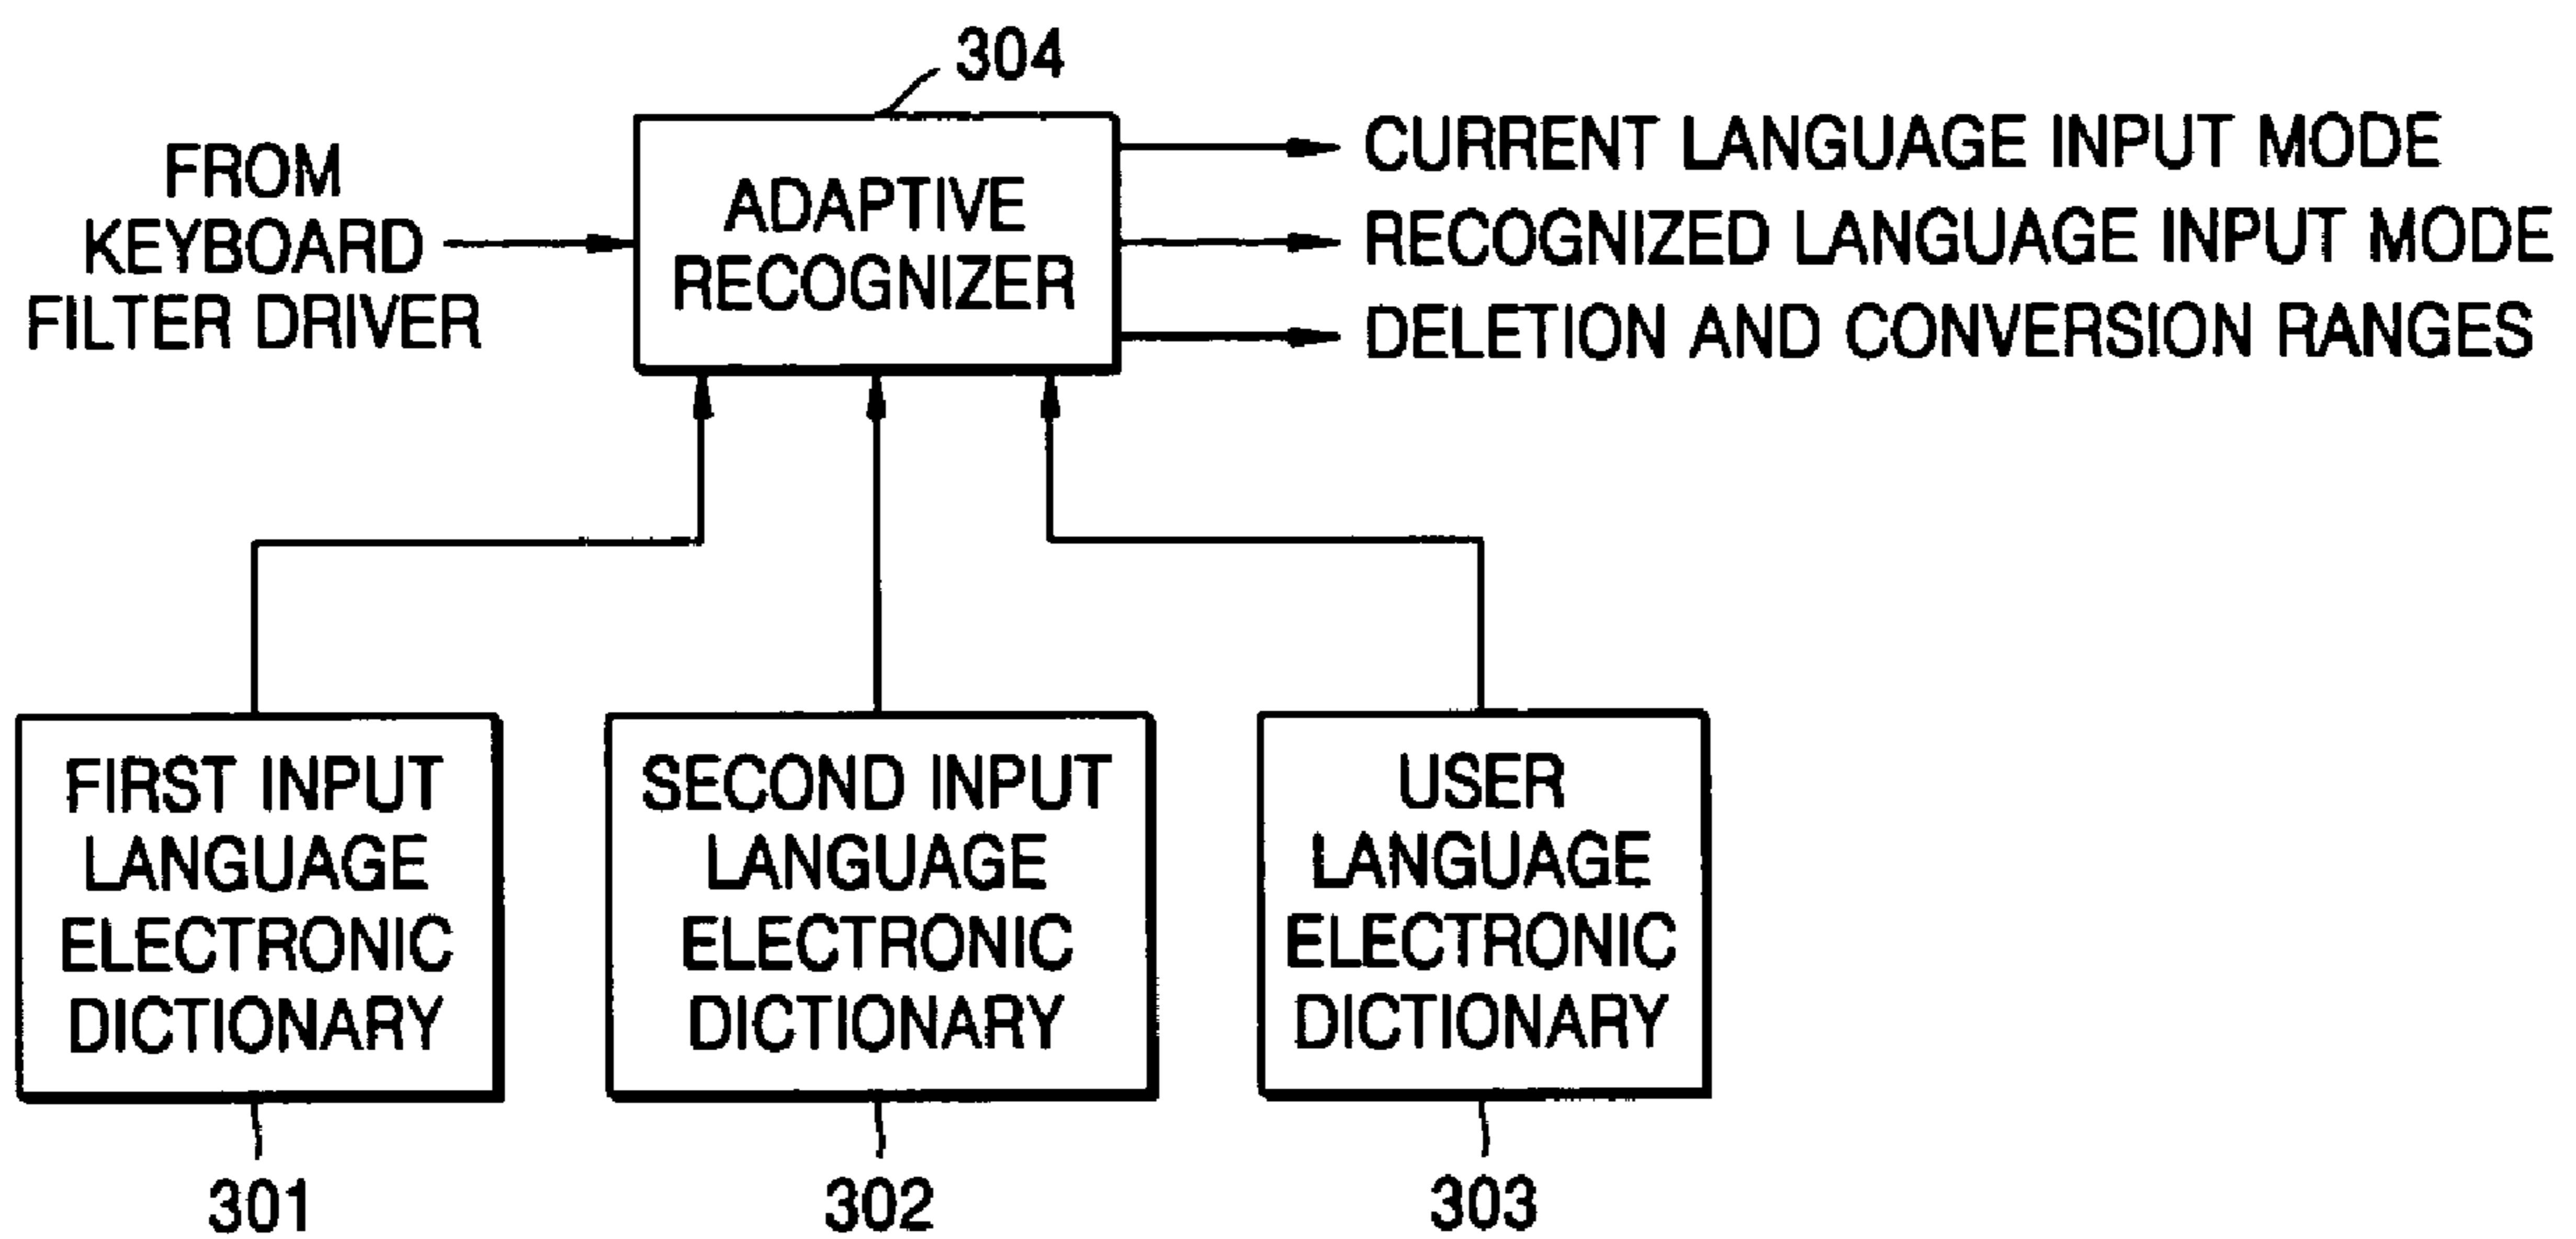 304
FROM
KEYBOARD
FILTER DRIVER
ADAPTIVE
RECOGNIZER
CURRENT LANGUAGE INPUT MODE
RECOGNIZED LANGUAGE INPUT MODE
DELETION AND CONVERSION RANGES
FIRST INPUT
LANGUAGE
ELECTRONIC
DICTIONARY
SECOND INPUT
LANGUAGE
ELECTRONIC
DICTIONARY
USER
LANGUAGE
ELECTRONIC
DICTIONARY
301
302
303